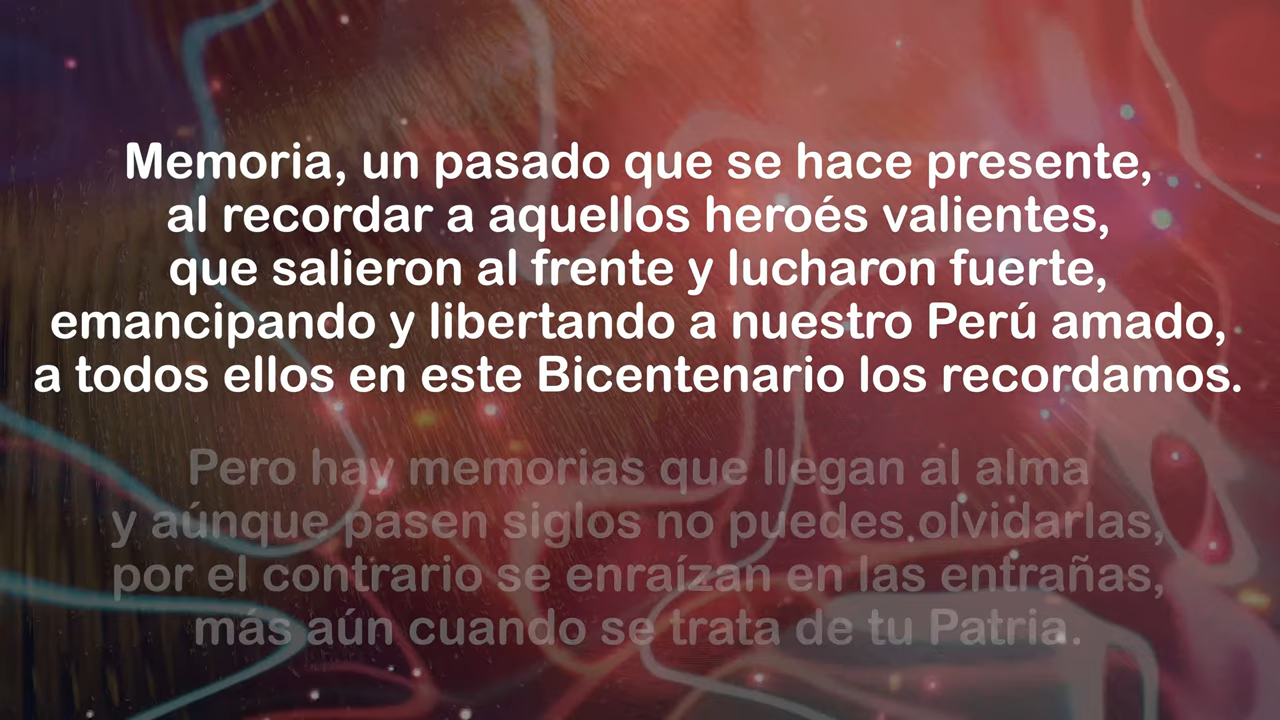 Memoria, un pasado que se hace presente,
al recordar a aquellos heroés valientes,
que salieron al frente y lucharon fuerte,
emancipando y libertando a nuestro Perú amado,
a todos ellos en este Bicentenario los recordamos.
Pero hay memorias que llegan al alma
y aúnque pasen siglos no puedes olvidarlas,
por el contrario se enraízan en las entrañas,
más aún cuando se trata de tu Patria.